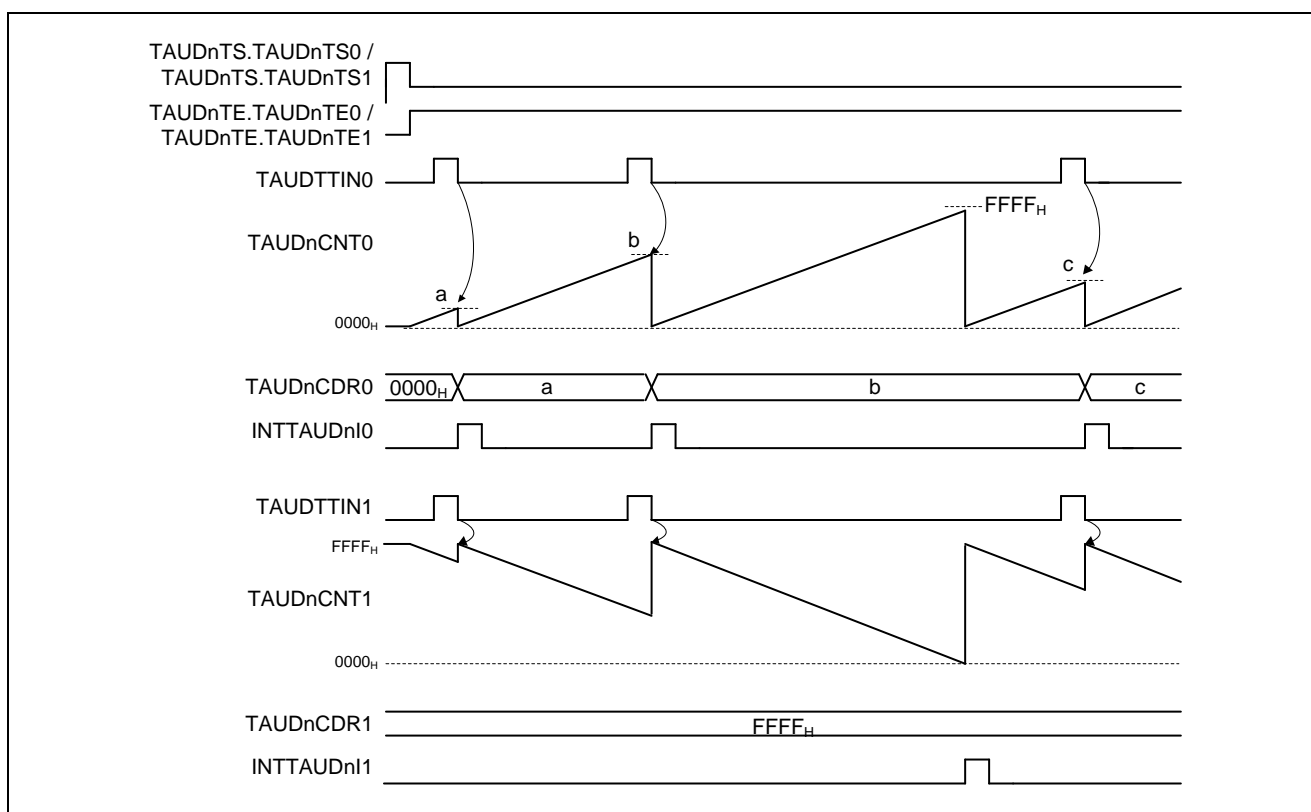 TAUDnTS.TAUDnTS0 /
TAUDnTS.TAUDnTS1
TAUDnTE.TAUDnTE0 /
TAUDnTE.TAUDnTE1
TAUDTTIN0
FFFFH
TAUDnCNT0
b
c
a
0000H
TAUDnCDR0
0000H
a
b
c
INTTAUDnI0
TAUDTTIN1
FFFFH
TAUDnCNT1
0000H
TAUDnCDR1
FFFFH
INTTAUDnI1